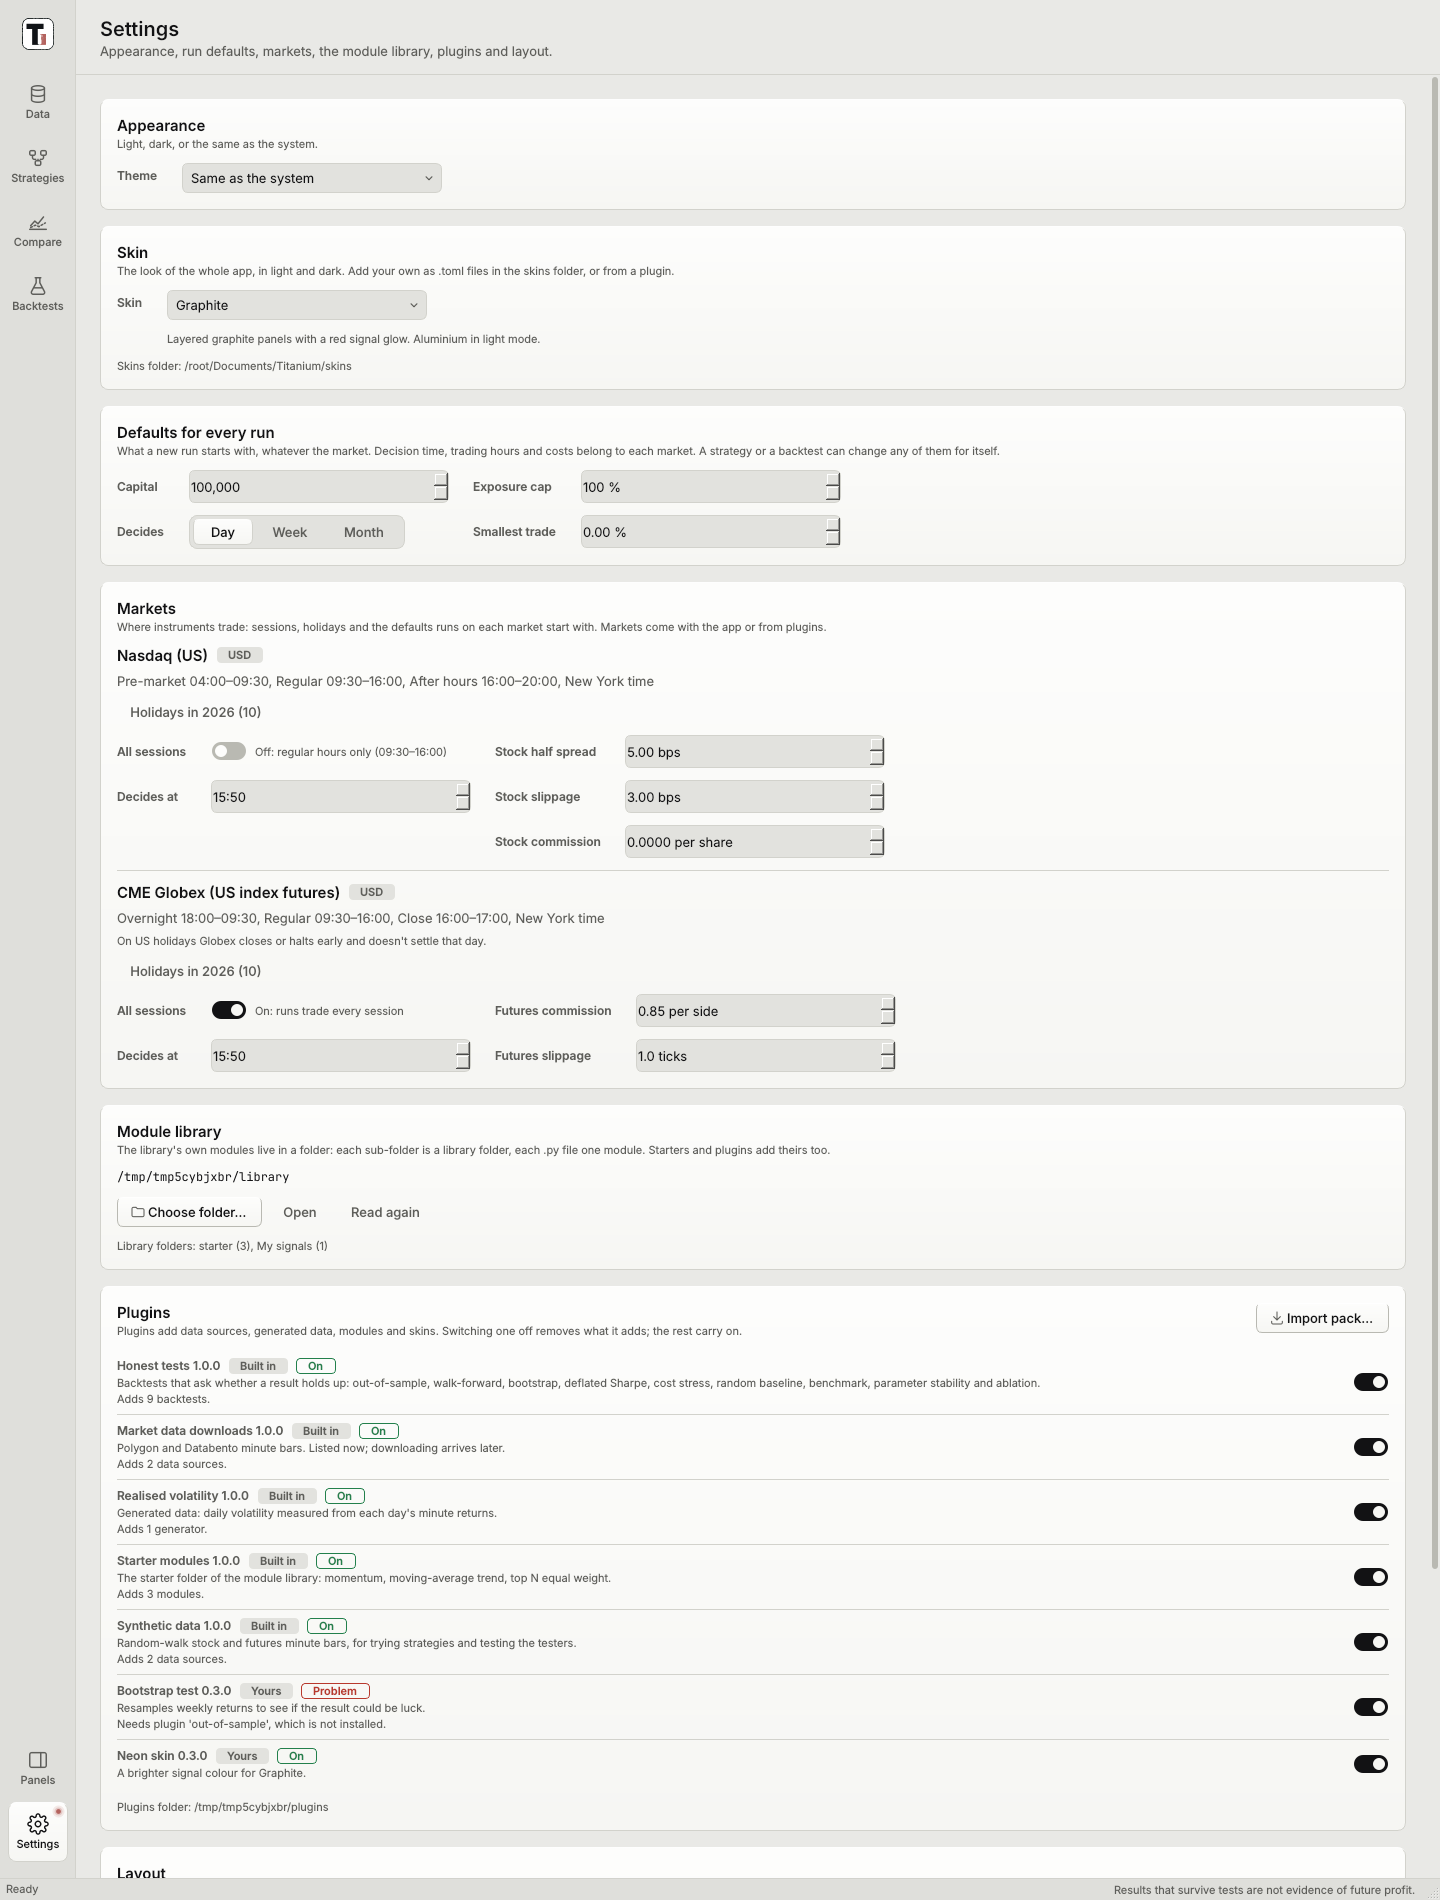 Settings
Appearance, run defaults, markets, the module library, plugins and layout.
Data
Strategies
Compare
Backtests
Appearance
Light, dark, or the same as the system.
Theme
Same as the system
Skin
The look of the whole app, in light and dark. Add your own as .toml files in the skins folder, or from a plugin.
Skin
Graphite
Layered graphite panels with a red signal glow. Aluminium in light mode.
Skins folder: /root/Documents/Titanium/skins
Defaults for every run
What a new run starts with, whatever the market. Decision time, trading hours and costs belong to each market. A strategy or a backtest can change any of them for itself.
Capital 100,000 Exposure cap 100 %
Decides Day Week Month Smallest trade 0.00 %
Markets
Where instruments trade: sessions, holidays and the defaults runs on each market start with. Markets come with the app or from plugins.
Nasdaq (US) USD
Pre-market 04:00–09:30, Regular 09:30–16:00, After hours 16:00–20:00, New York time
Holidays in 2026 (10)
All sessions Off: regular hours only (09:30–16:00) Stock half spread 5.00 bps
Decides at 15:50 Stock slippage 3.00 bps
Stock commission 0.0000 per share
CME Globex (US index futures) USD
Overnight 18:00–09:30, Regular 09:30–16:00, Close 16:00–17:00, New York time
On US holidays Globex closes or halts early and doesn't settle that day.
Holidays in 2026 (10)
All sessions On: runs trade every session Futures commission 0.85 per side
Decides at 15:50 Futures slippage 1.0 ticks
Module library
The library's own modules live in a folder: each sub-folder is a library folder, each .py file one module. Starters and plugins add theirs too.
/tmp/tmp5cybjxbr/library
Choose folder... Open Read again
Library folders: starter (3), My signals (1)
Plugins
Plugins add data sources, generated data, modules and skins. Switching one off removes what it adds; the rest carry on.
Import pack...
Honest tests 1.0.0 Built in On
Backtests that ask whether a result holds up: out-of-sample, walk-forward, bootstrap, deflated Sharpe, cost stress, random baseline, benchmark, parameter stability and ablation.
Adds 9 backtests.
Market data downloads 1.0.0 Built in On
Polygon and Databento minute bars. Listed now; downloading arrives later.
Adds 2 data sources.
Realised volatility 1.0.0 Built in On
Generated data: daily volatility measured from each day's minute returns.
Adds 1 generator.
Starter modules 1.0.0 Built in On
The starter folder of the module library: momentum, moving-average trend, top N equal weight.
Adds 3 modules.
Synthetic data 1.0.0 Built in On
Random-walk stock and futures minute bars, for trying strategies and testing the testers.
Adds 2 data sources.
Bootstrap test 0.3.0 Yours Problem
Resamples weekly returns to see if the result could be luck.
Needs plugin 'out-of-sample', which is not installed.
Neon skin 0.3.0 Yours On
A brighter signal colour for Graphite.
Plugins folder: /tmp/tmp5cybjxbr/plugins
Layout
Panels
Settings
Ready
Results that survive tests are not evidence of future profit.